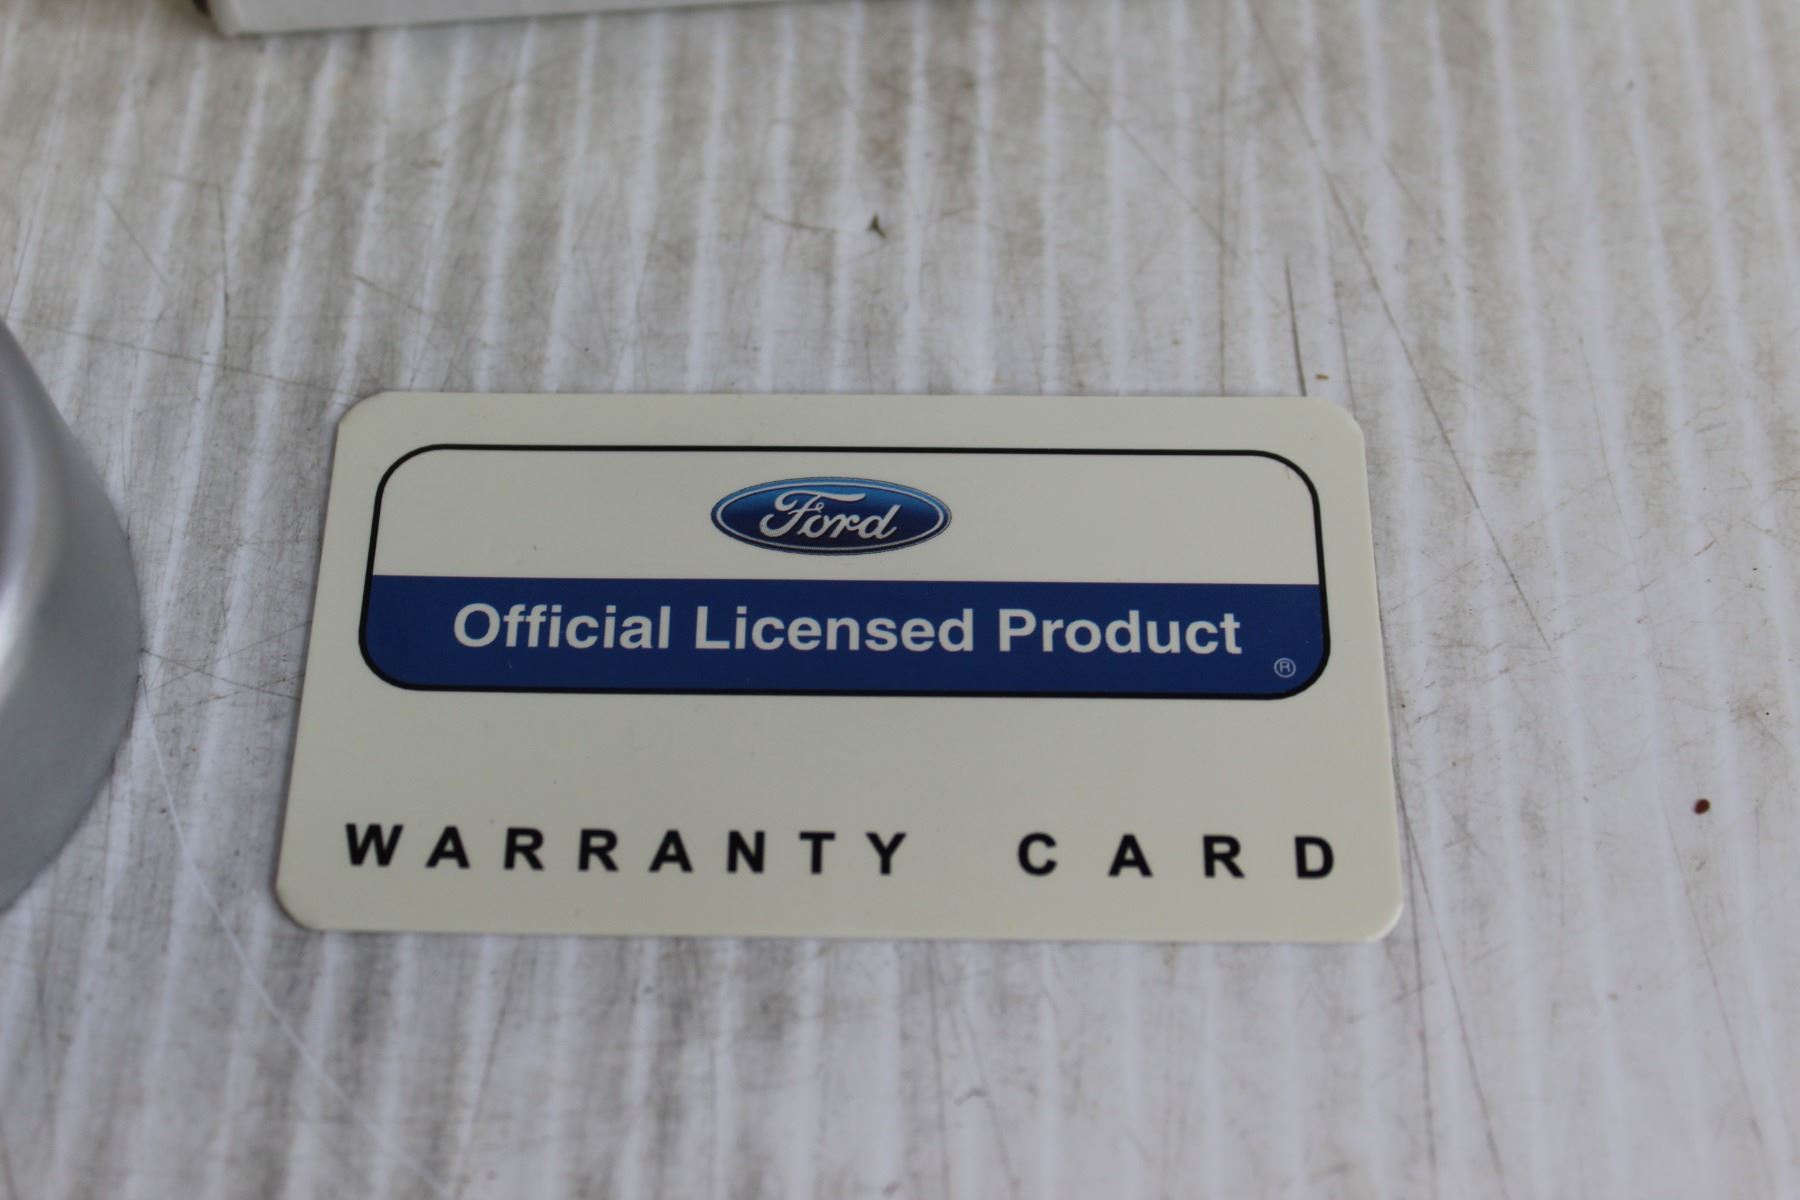 Ford
Official Licensed Product
®
WARRANTY CARD